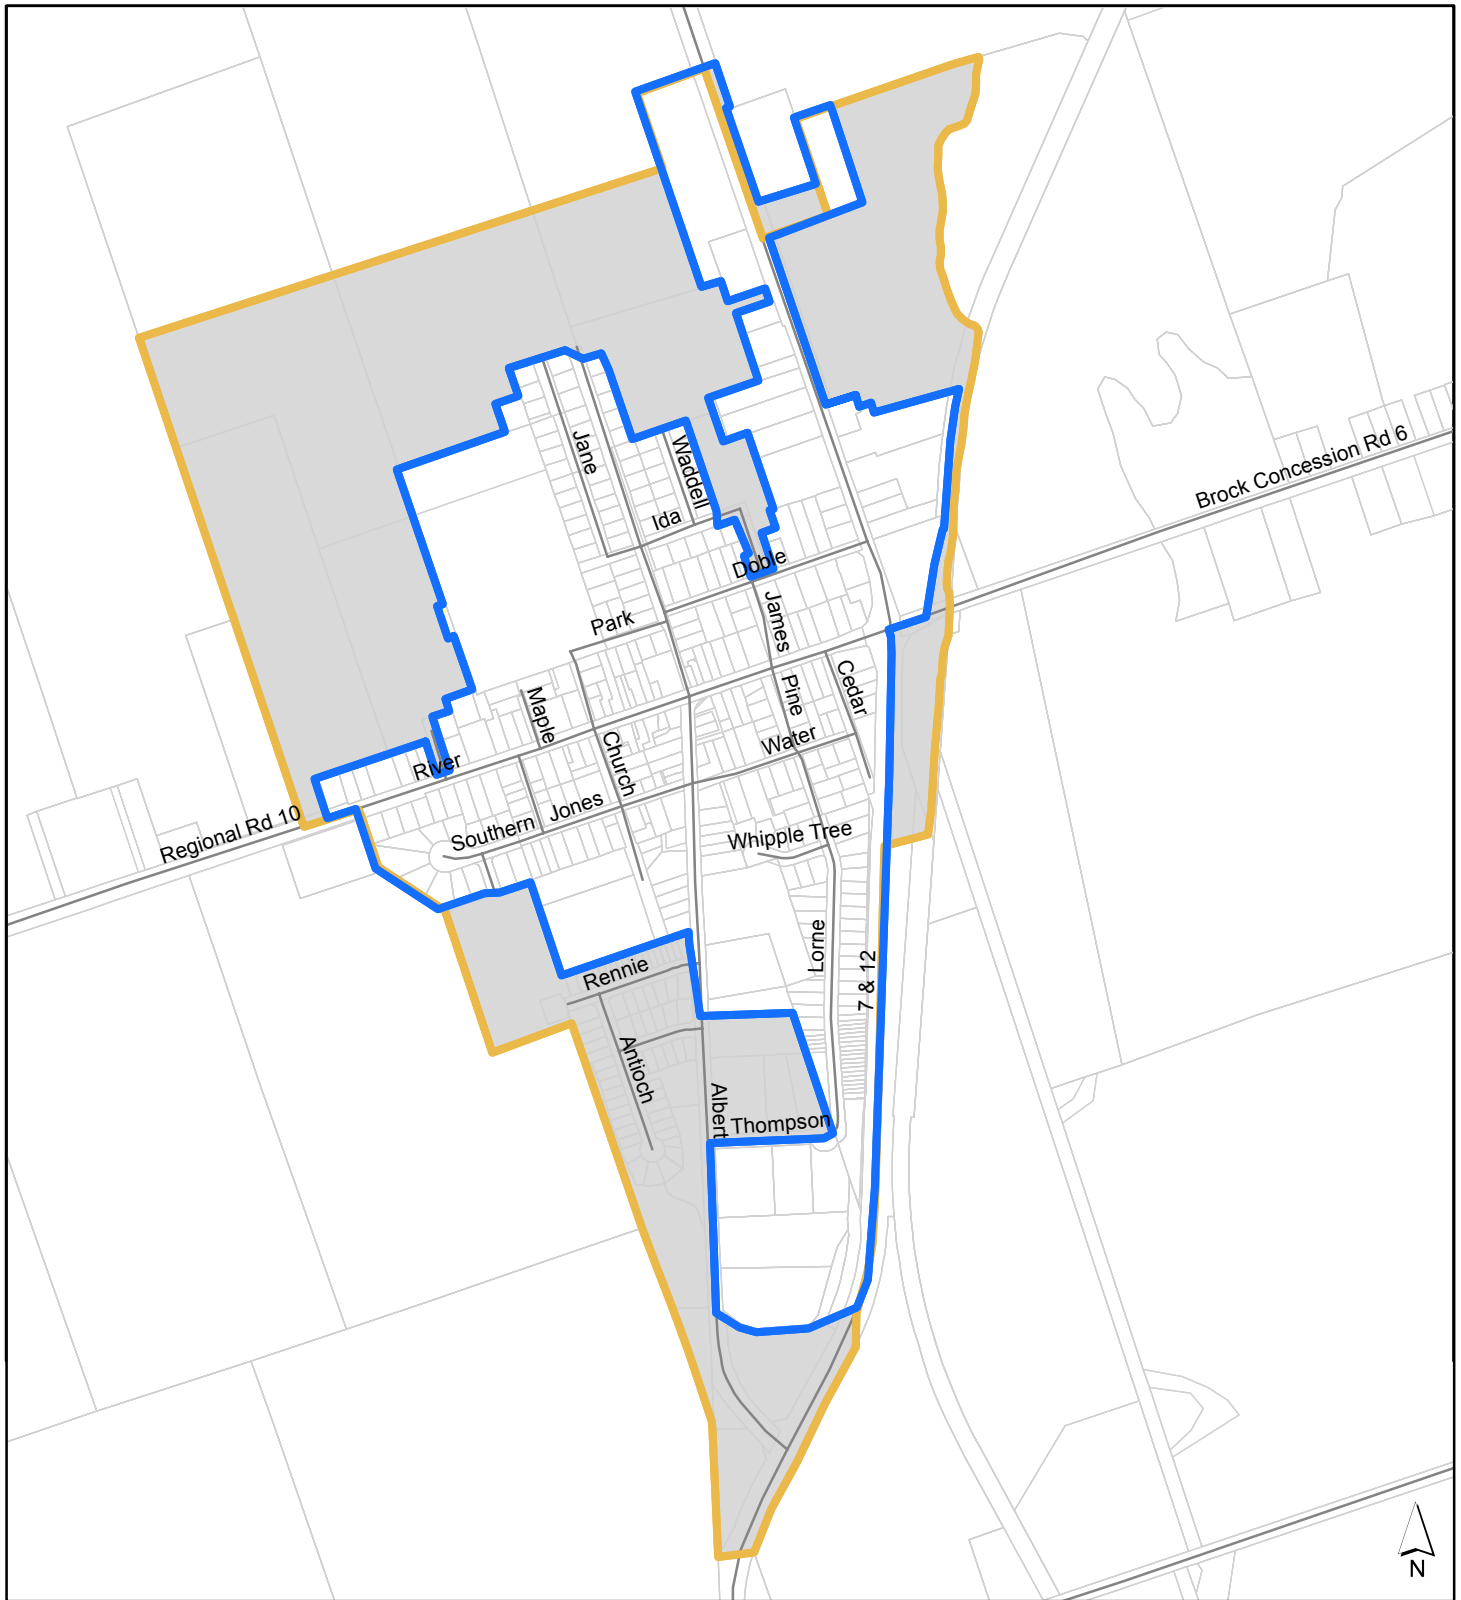 Jane
Waddell
Brock Concession Rd 6
Ida
Doble
James
Park
Cedar
Pine
Maple
Water
Church
River
Jones
Southern
Whipple Tree
Regional Rd 10
Lorne
7 & 12
Rennie
Antioch
Albert
Thompson
N